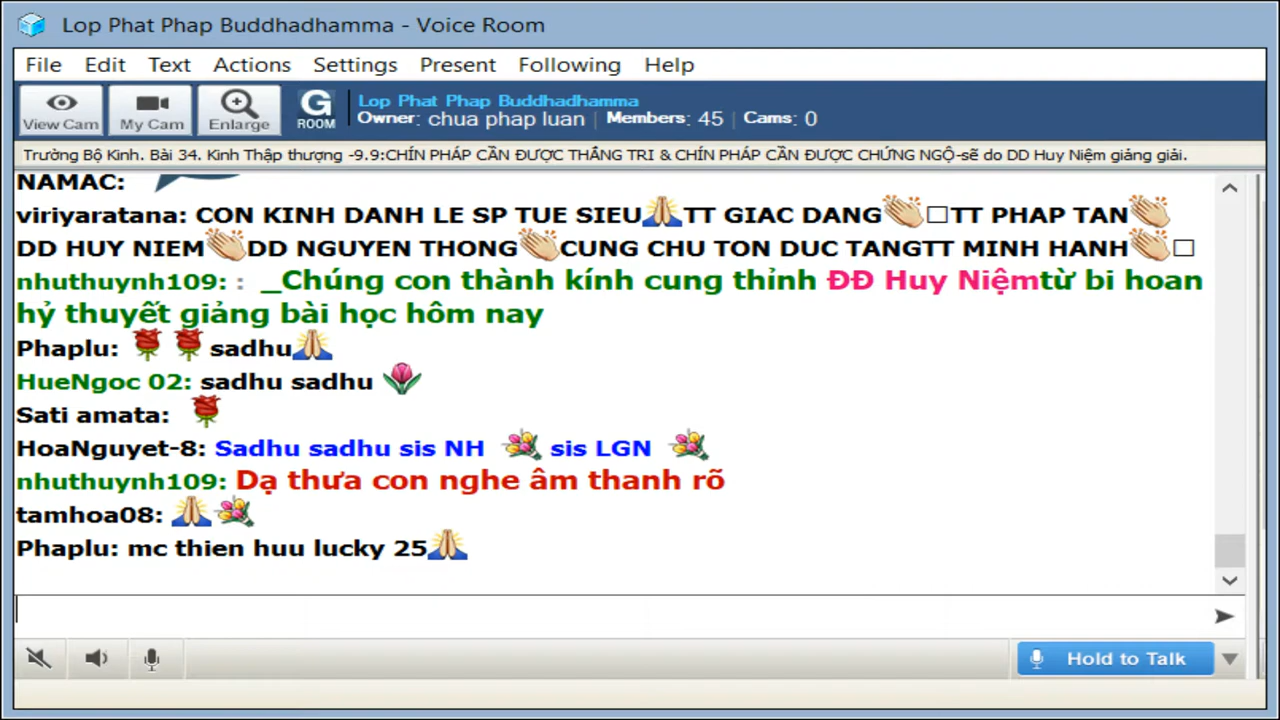 Lop Phat Phap Buddhadhamma - Voice Room
File Edit Text Actions Settings Present Following Help
View Cam My Cam Enlarge G ROOM
Lop Phat Phap Buddhadhamma
Owner: chua phap luan | Members: 45 | Cams: 0
Trường Bộ Kinh. Bài 34. Kinh Thập thượng -9.9:CHÍN PHÁP CẦN ĐƯỢC THẮNG TRI & CHÍN PHÁP CẦN ĐƯỢC CHỨNG NGỘ-sẽ do DD Huy Niệm giảng giải.
NAMAC:
viriyaratana: CON KINH DANH LE SP TUE SIEU🙏TT GIAC DANG👏□TT PHAP TAN👏
DD HUY NIEM👏DD NGUYEN THONG👏CUNG CHU TON DUC TANGTT MINH HANH👏□
nhuthuynh109: : _Chúng con thành kính cung thỉnh ĐĐ Huy Niệmtừ bi hoan
hỷ thuyết giảng bài học hôm nay
Phaplu: 🌹 🌹 sadhu🙏
HueNgoc 02: sadhu sadhu 🌷
Sati amata: 🌹
HoaNguyet-8: Sadhu sadhu sis NH 💐 sis LGN 💐
nhuthuynh109: Dạ thưa con nghe âm thanh rõ
tamhoa08: 🙏💐
Phaplu: mc thien huu lucky 25🙏
Hold to Talk